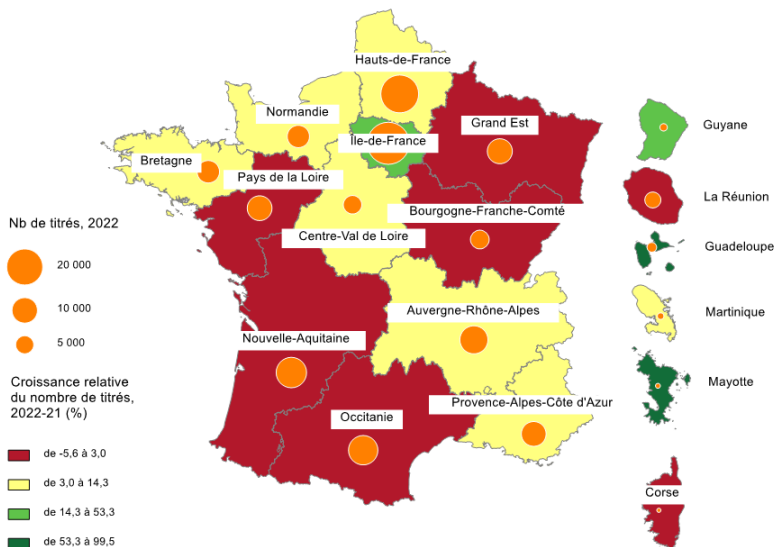 Hauts-de-France
Normandie
Grand Est
Île-de-France
Bretagne
Pays de la Loire
Bourgogne-Franche-Comté
Centre-Val de Loire
Auvergne-Rhône-Alpes
Nouvelle-Aquitaine
Provence-Alpes-Côte d'Azur
Occitanie
Guyane
La Réunion
Guadeloupe
Martinique
Mayotte
Corse
Nb de titrés, 2022
20 000
10 000
5 000
Croissance relative
du nombre de titrés,
2022-21 (%)
de -5,6 à 3,0
de 3,0 à 14,3
de 14,3 à 53,3
de 53,3 à 99,5